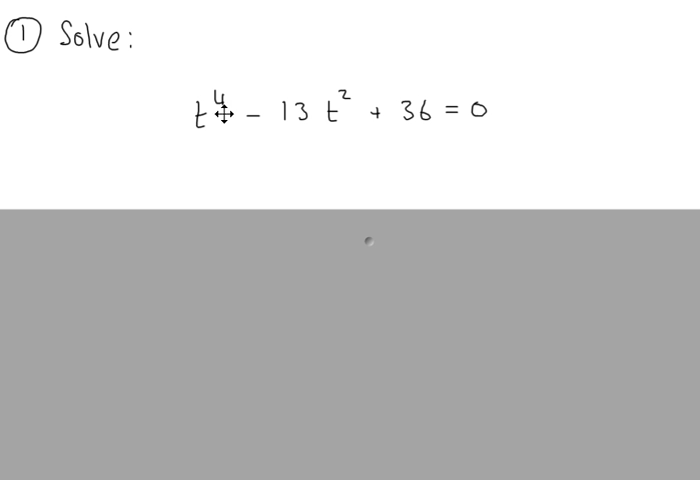 ① Solve:
t⁴ - 13 t² + 36 = 0